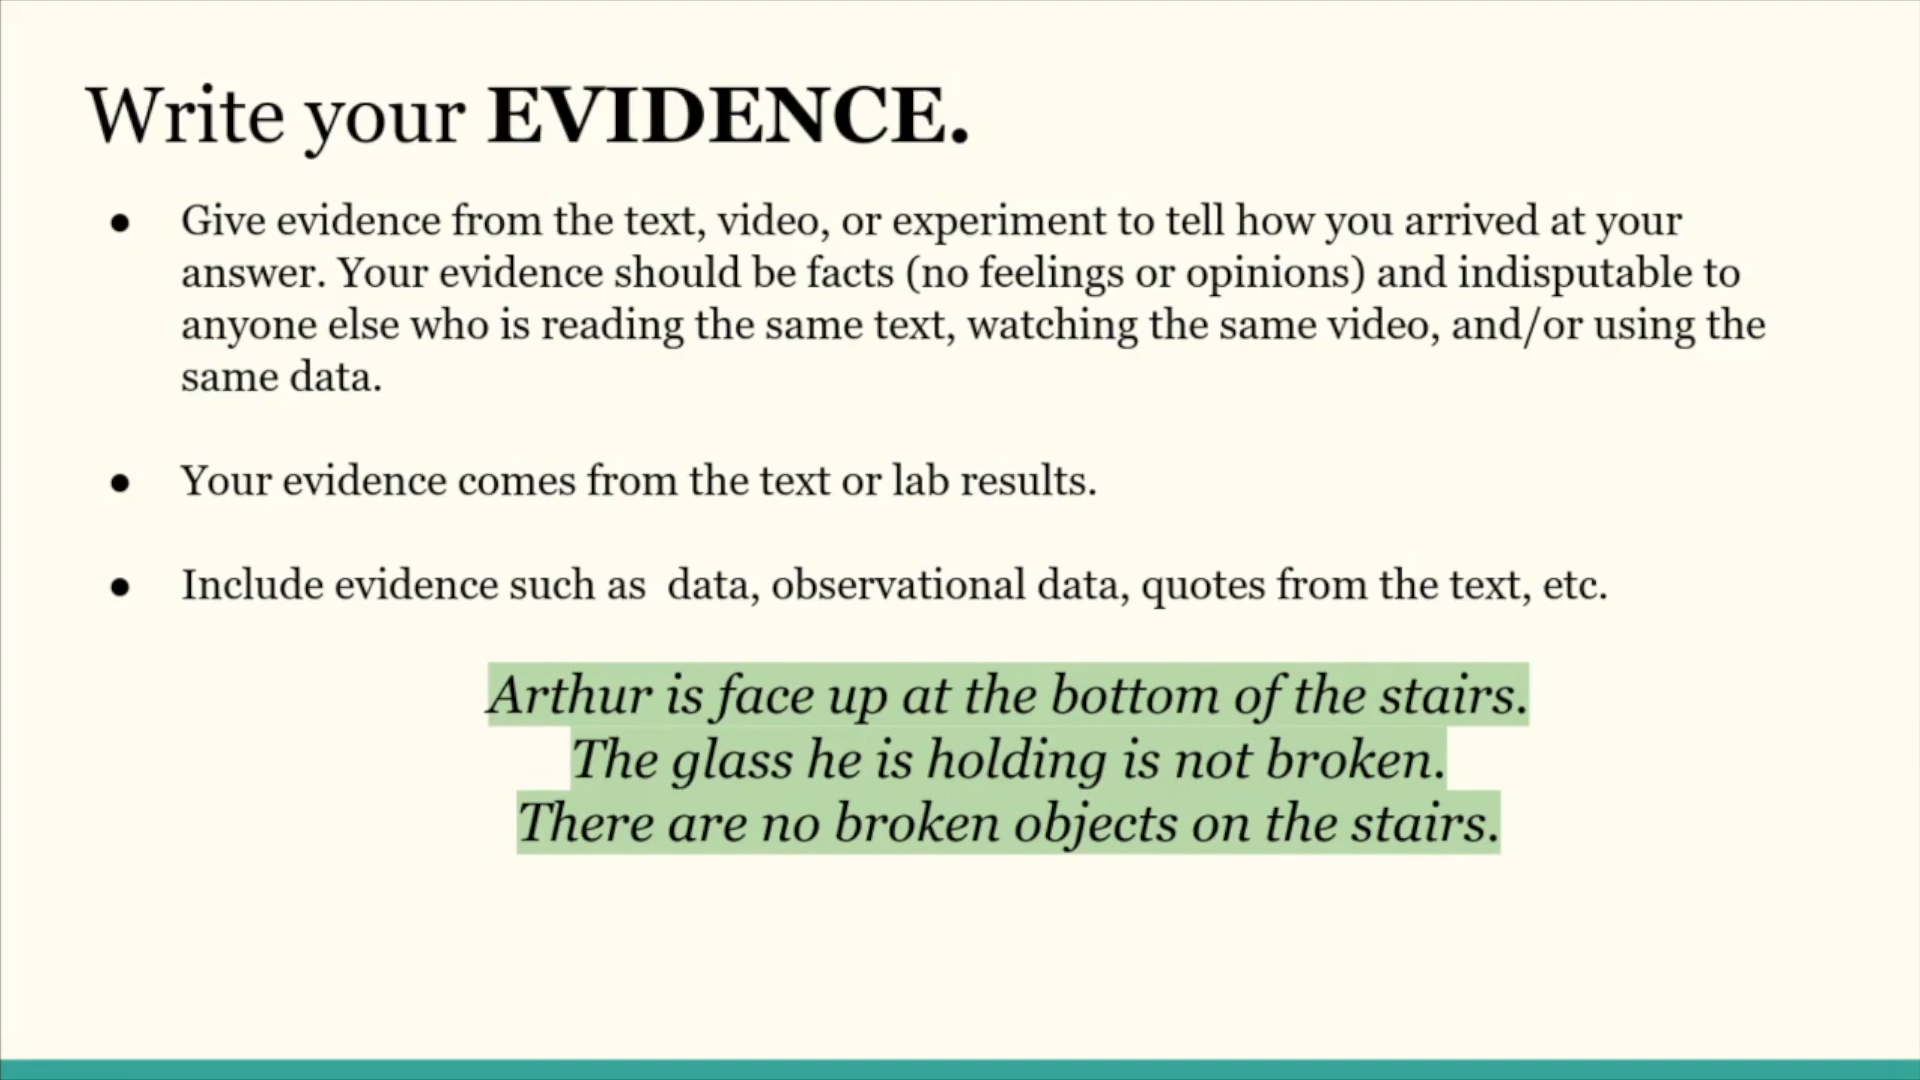 Write your EVIDENCE.
● Give evidence from the text, video, or experiment to tell how you arrived at your
answer. Your evidence should be facts (no feelings or opinions) and indisputable to
anyone else who is reading the same text, watching the same video, and/or using the
same data.
● Your evidence comes from the text or lab results.
● Include evidence such as  data, observational data, quotes from the text, etc.
Arthur is face up at the bottom of the stairs.
The glass he is holding is not broken.
There are no broken objects on the stairs.